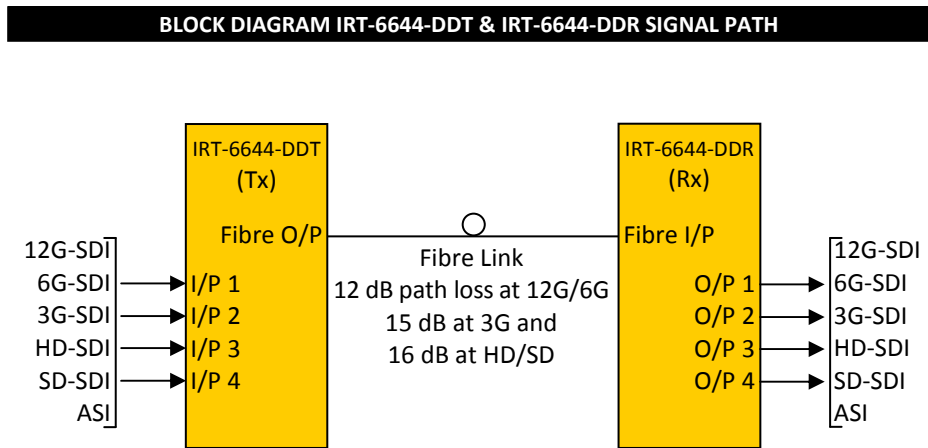 BLOCK DIAGRAM IRT-6644-DDT & IRT-6644-DDR SIGNAL PATH
IRT-6644-DDT
(Tx)
Fibre O/P
12G-SDI
6G-SDI
3G-SDI
HD-SDI
SD-SDI
ASI
I/P 1
I/P 2
I/P 3
I/P 4
Fibre Link
12 dB path loss at 12G/6G
15 dB at 3G and
16 dB at HD/SD
IRT-6644-DDR
(Rx)
Fibre I/P
O/P 1
O/P 2
O/P 3
O/P 4
12G-SDI
6G-SDI
3G-SDI
HD-SDI
SD-SDI
ASI